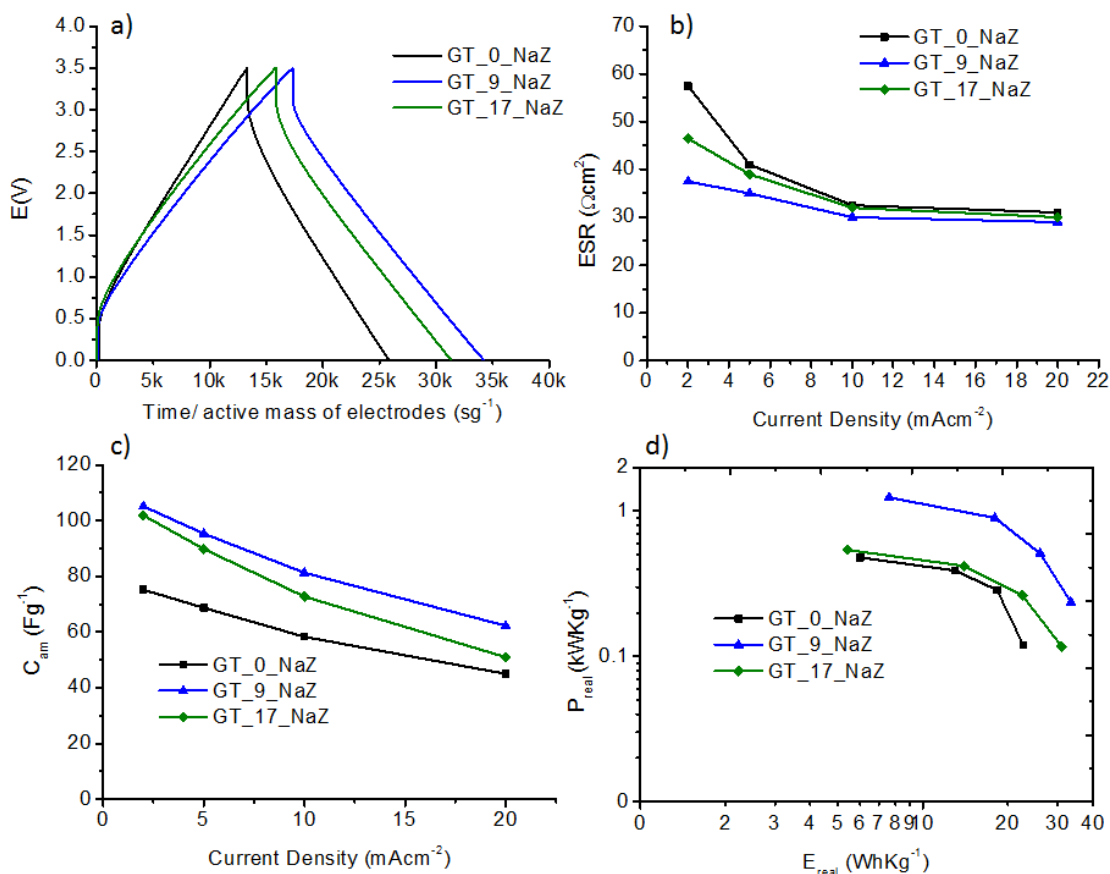 a)
GT_0_NaZ
GT_9_NaZ
GT_17_NaZ
4.0
3.5
3.0
2.5
2.0
1.5
1.0
0.5
0.0
E(V)
0 5k 10k 15k 20k 25k 30k 35k 40k
Time/ active mass of electrodes (sg⁻¹)
b)
GT_0_NaZ
GT_9_NaZ
GT_17_NaZ
70
60
50
40
30
20
10
0
ESR (Ωcm²)
0 2 4 6 8 10 12 14 16 18 20 22
Current Density (mAcm⁻²)
c)
120
100
80
60
40
20
0
C_am (Fg⁻¹)
GT_0_NaZ
GT_9_NaZ
GT_17_NaZ
0 5 10 15 20
Current Density (mAcm⁻²)
d)
2
1
0.1
0
P_real (kWKg⁻¹)
GT_0_NaZ
GT_9_NaZ
GT_17_NaZ
0 1 2 3 4 5 6 7 8 9 10 20 30 40
E_real (WhKg⁻¹)